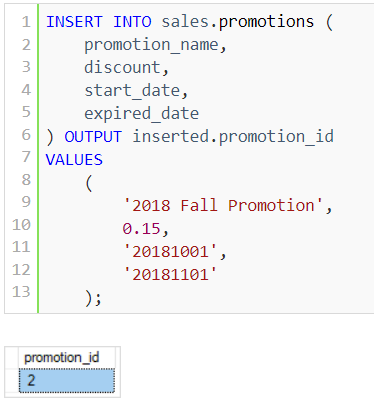 1 INSERT INTO sales.promotions (
2 promotion_name,
3 discount,
4 start_date,
5 expired_date
6 ) OUTPUT inserted.promotion_id
7 VALUES
8 (
9 '2018 Fall Promotion',
10 0.15,
11 '20181001',
12 '20181101'
13 );
promotion_id
2